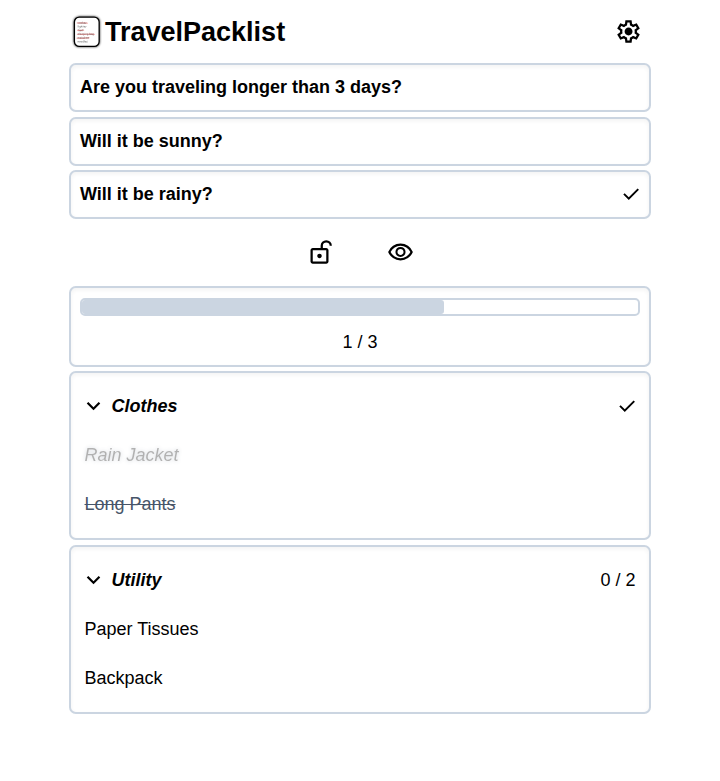 TravelPacklist
Are you traveling longer than 3 days?
Will it be sunny?
Will it be rainy?
1 / 3
Clothes
Rain Jacket
Long Pants
Utility 0 / 2
Paper Tissues
Backpack